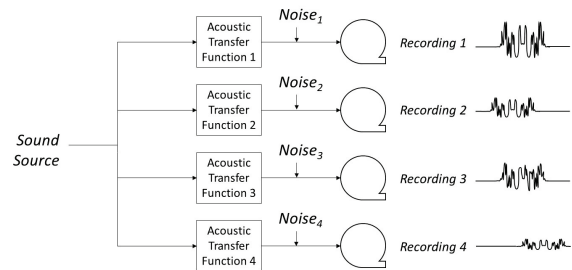 Sound
Source
Acoustic
Transfer
Function 1
Noise1
Recording 1
Acoustic
Transfer
Function 2
Noise2
Recording 2
Acoustic
Transfer
Function 3
Noise3
Recording 3
Acoustic
Transfer
Function 4
Noise4
Recording 4